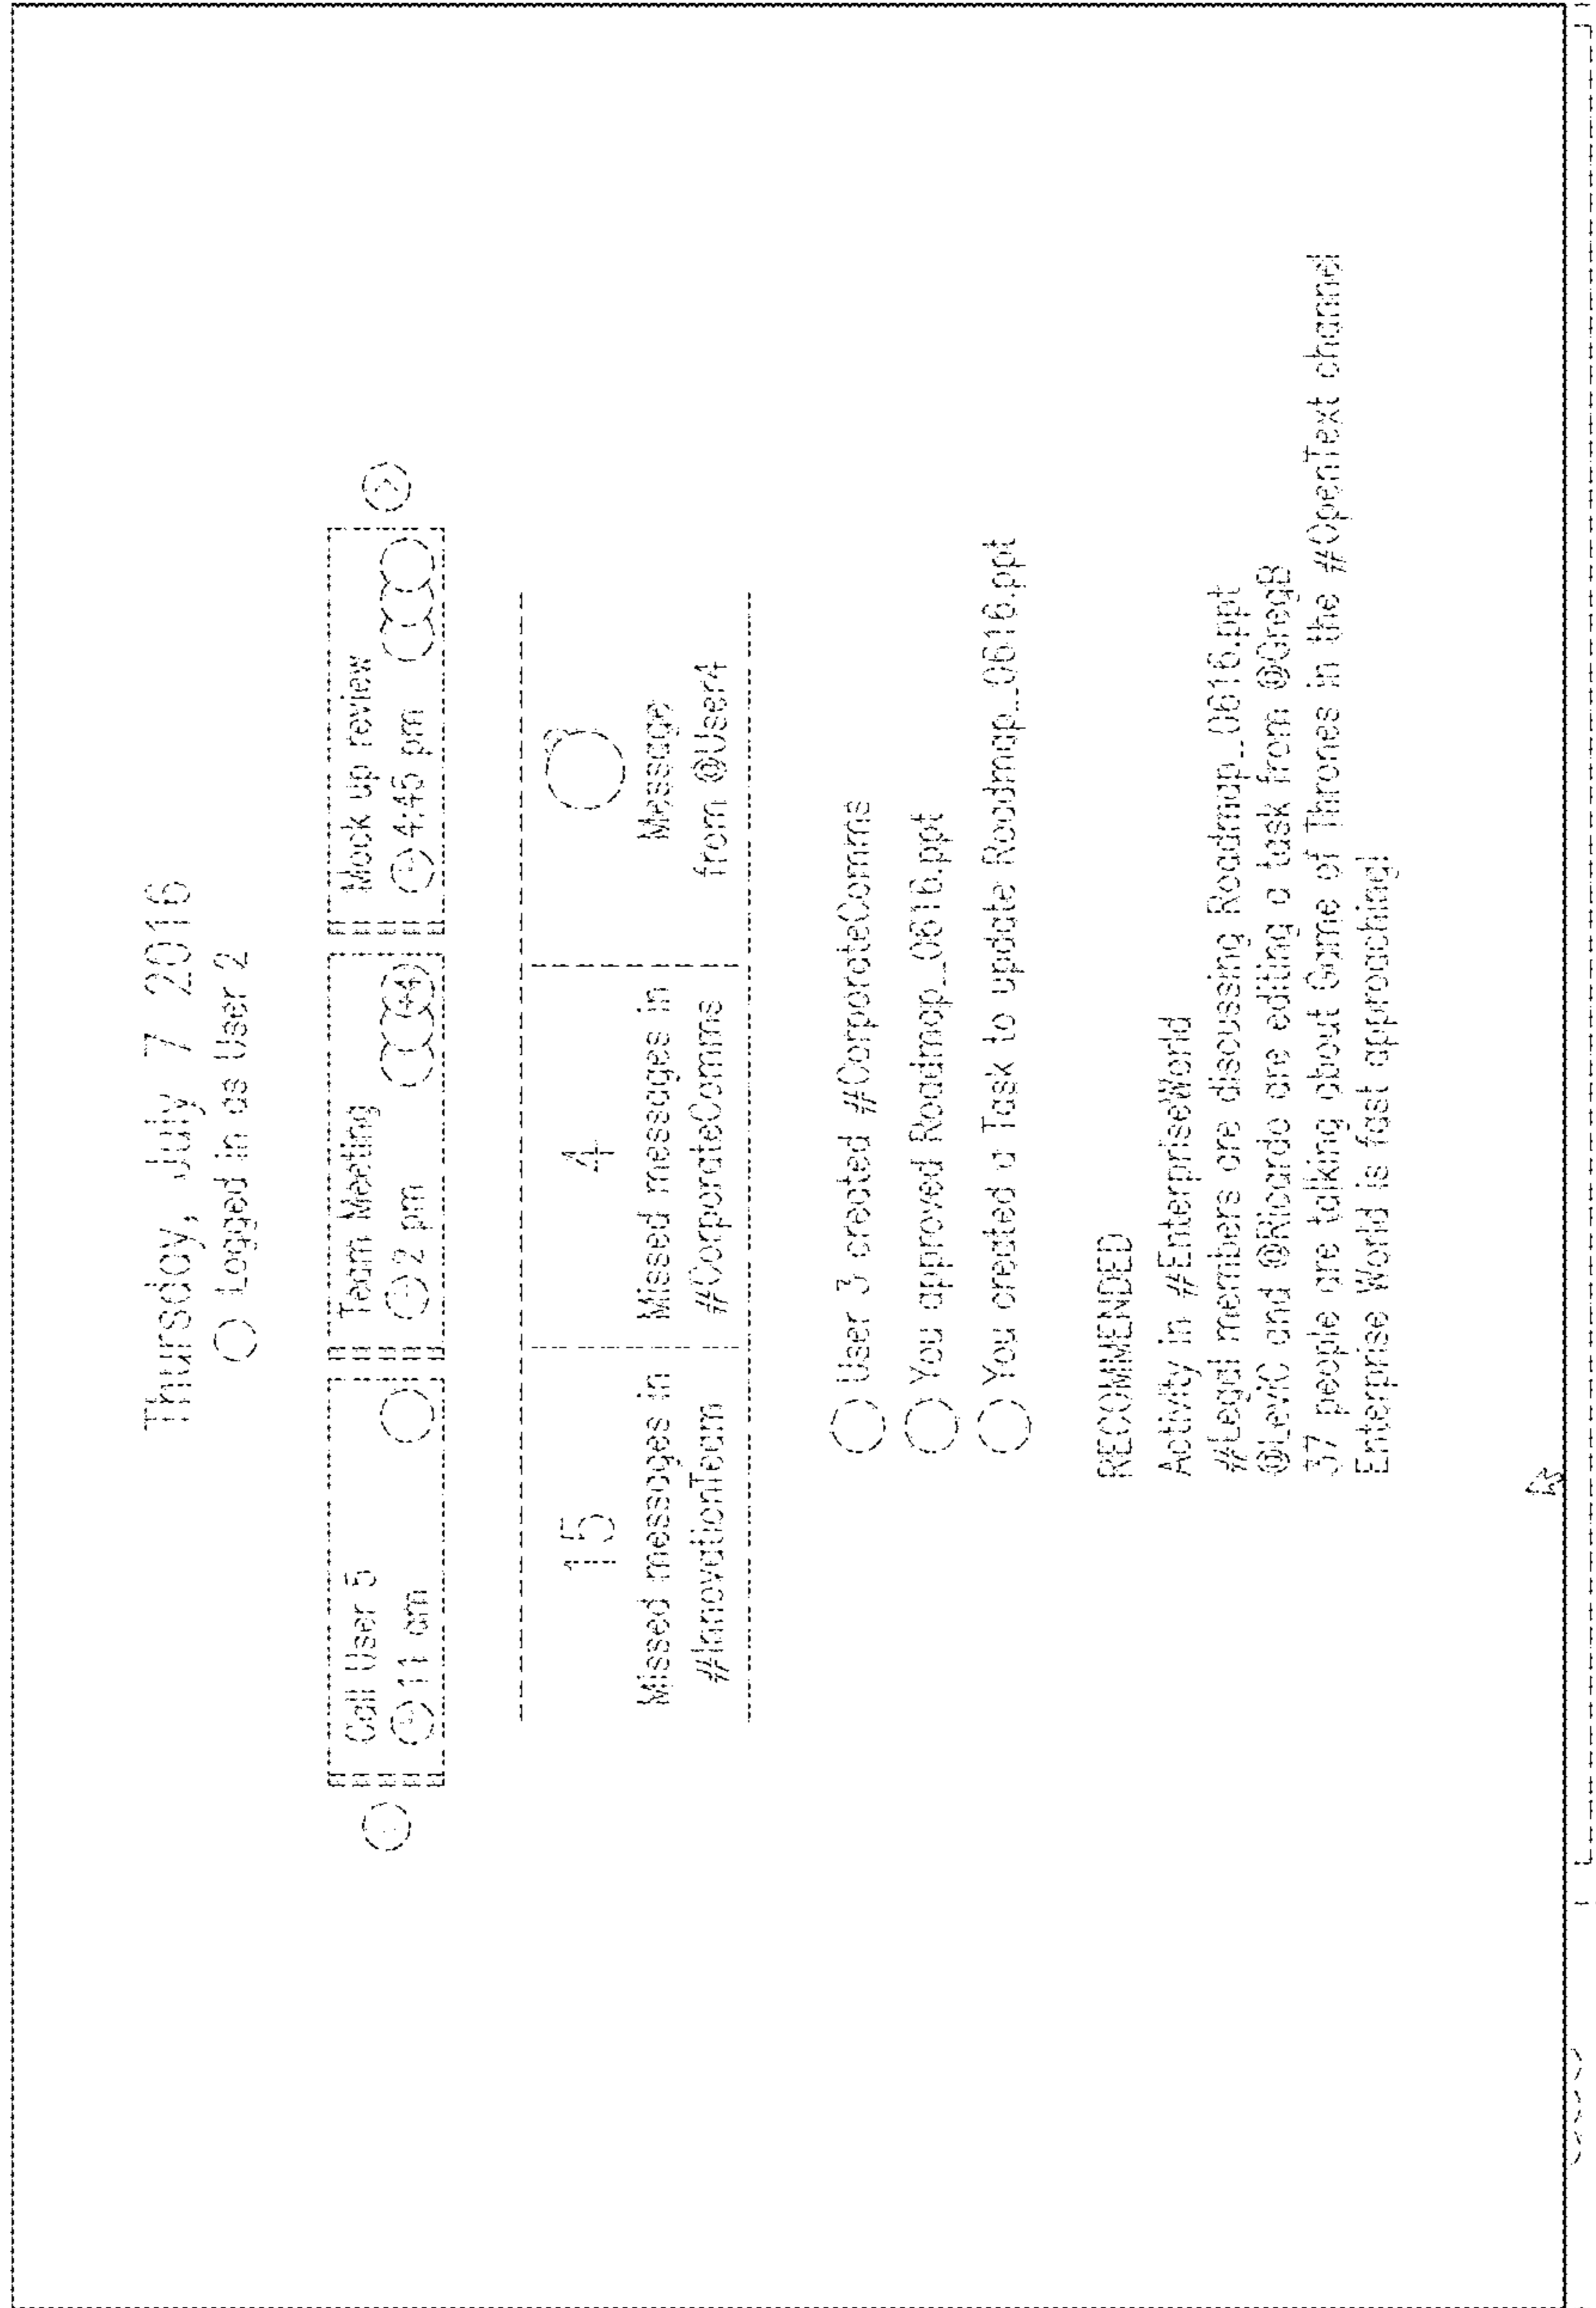 Thursday, July 7 2016
Logged in as User 2
Call User 5
11 am
Team Meeting
2 pm
+4
Mock up review
4:45 pm
15
Missed messages in
#InnovationTeam
4
Missed messages in
#CorporateComms
Message
from @User4
User 3 created #CorporateComms
You approved Roadmap_0616.ppt
You created a Task to update Roadmap_0616.ppt
RECOMMENDED
Activity in #EnterpriseWorld
#Legal members are discussing Roadmap_0616.ppt
@LeviC and @Ricardo are editing a task from @GregB
37 people are talking about Game of Thrones in the #OpenText channel
Enterprise World is fast approaching!